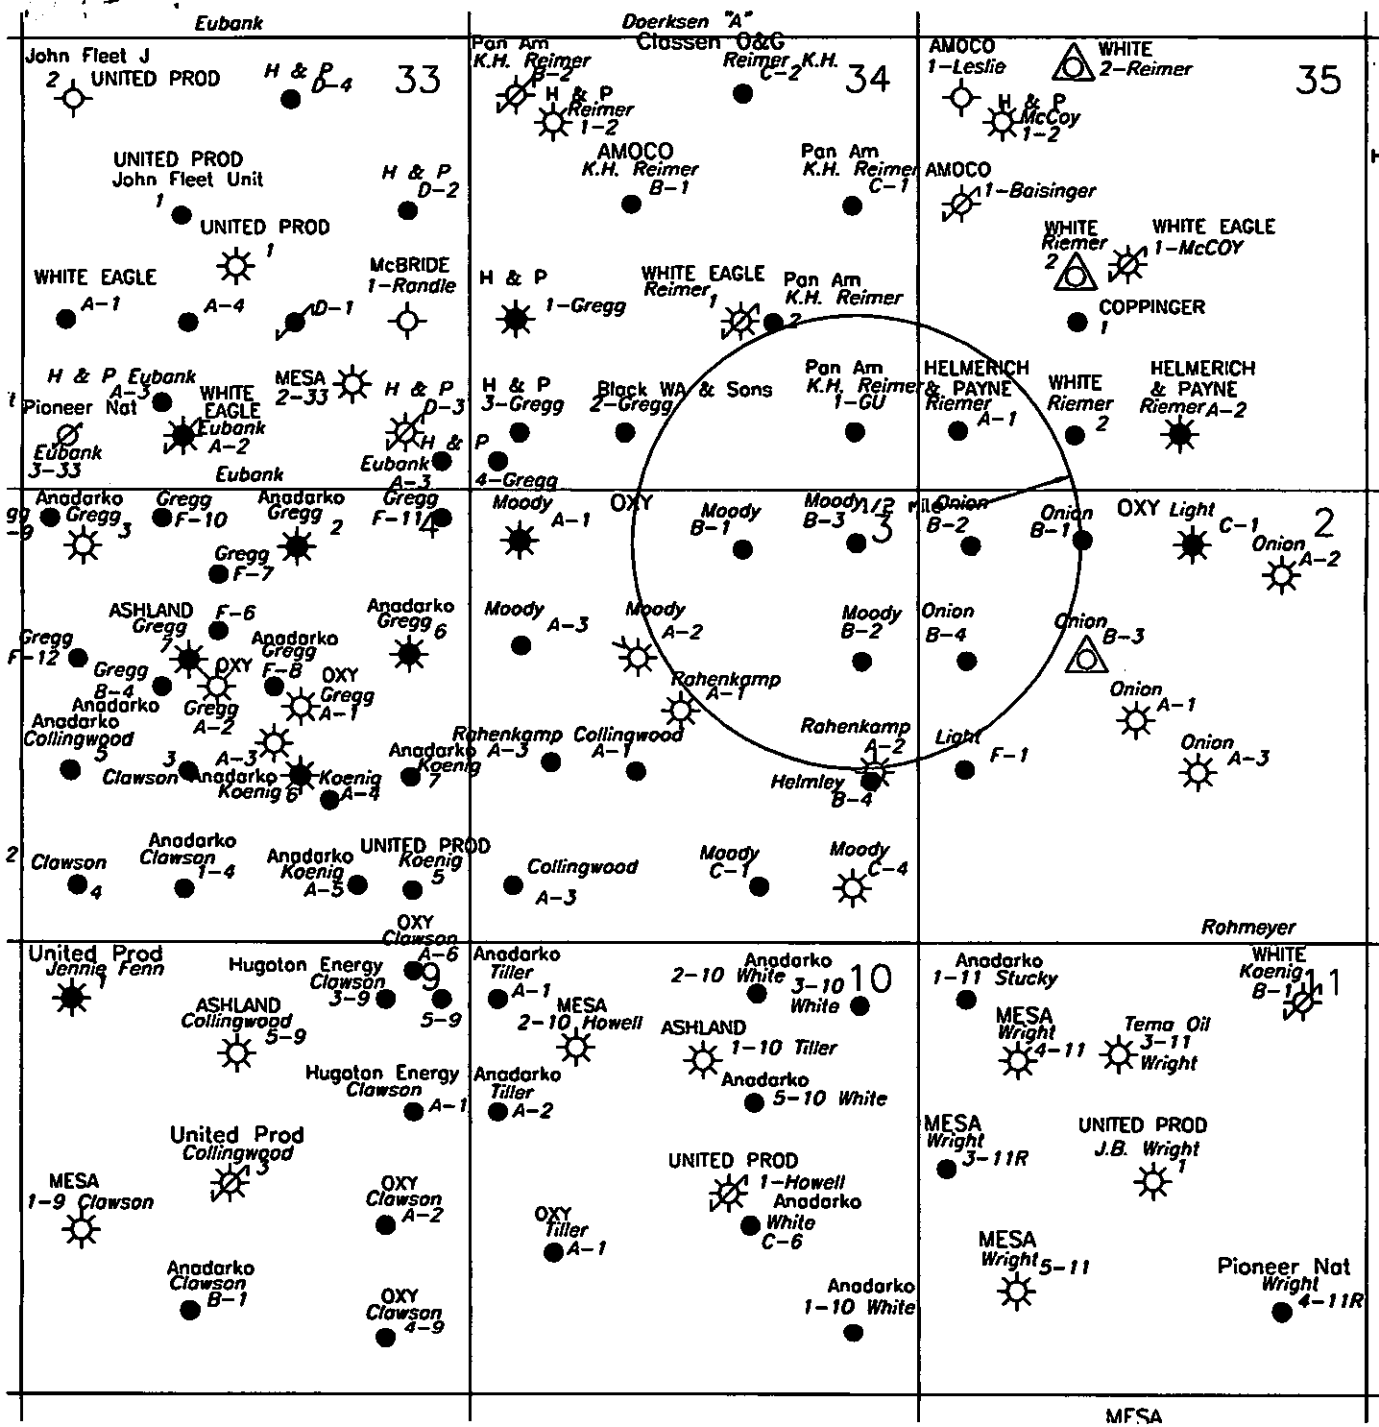 Eubank
Doerksen "A"
Classen O&G
John Fleet J
2 UNITED PROD
H & P
D-4
33
UNITED PROD
John Fleet Unit
1
H & P
D-2
UNITED PROD
1
WHITE EAGLE
A-1
A-4
D-1
McBRIDE
1-Randle
H & P Eubank
A-3
MESA
2-33
WHITE
EAGLE
Eubank
A-2
H & P
D-3
Pioneer Nat
Eubank
3-33
Eubank
H & P
Eubank
A-3
Pan Am
K.H. Reimer
B-2
H & P
Reimer
1-2
Reimer K.H.
C-2
34
AMOCO
K.H. Reimer
B-1
Pan Am
K.H. Reimer
C-1
H & P
1-Gregg
WHITE EAGLE
Reimer
1
Pan Am
K.H. Reimer
2
H & P
3-Gregg
Black WA & Sons
2-Gregg
Pan Am
K.H. Reimer
1-GU
4-Gregg
AMOCO
1-Leslie
WHITE
2-Reimer
35
H & P
McCoy
1-2
AMOCO
1-Baisinger
WHITE
Riemer
2
WHITE EAGLE
1-McCOY
COPPINGER
1
HELMERICH
& PAYNE
Riemer
A-1
WHITE
Riemer
2
HELMERICH
& PAYNE
Riemer A-2
Anadarko
Gregg
3
Gregg
F-10
Anadarko
Gregg
2
Gregg
F-11
4
gg
-9
Gregg
F-7
ASHLAND
Gregg
7
F-6
Anadarko
Gregg
F-8
Anadarko
Gregg
6
Gregg
F-12
Gregg
B-4
OXY
Gregg
A-2
OXY
Gregg
A-1
Anadarko
Anadarko
Collingwood
5
3
Clawson
A-3
Anadarko
Koenig
6
Koenig
A-4
Anadarko
Koenig
7
2
Clawson
4
Anadarko
Clawson
1-4
Anadarko
Koenig
A-5
UNITED PROD
Koenig
5
Moody
A-1
OXY
Moody
B-1
Moody
B-3
1/2 mile
3
Moody
A-3
Moody
A-2
Moody
B-2
Rahenkamp
A-1
Rahenkamp
A-3
Collingwood
A-1
Rahenkamp
A-2
Helmley
B-4
Collingwood
A-3
Moody
C-1
Moody
C-4
Onion
B-2
Onion
B-1
OXY Light
C-1
2
Onion
A-2
Onion
B-4
Onion
B-3
Onion
A-1
Light
F-1
Onion
A-3
Rohmeyer
United Prod
Jennie Fenn
1
Hugoton Energy
Clawson
3-9
OXY
Clawson
A-6
9
5-9
ASHLAND
Collingwood
5-9
Hugoton Energy
Clawson
A-1
United Prod
Collingwood
3
MESA
1-9 Clawson
OXY
Clawson
A-2
Anadarko
Clawson
B-1
OXY
Clawson
4-9
Anadarko
Tiller
A-1
MESA
2-10 Howell
Anadarko
2-10 White
3-10
White
10
ASHLAND
1-10 Tiller
Anadarko
Tiller
A-2
Anadarko
5-10 White
UNITED PROD
1-Howell
Anadarko
White
C-6
OXY
Tiller
A-1
Anadarko
1-10 White
Anadarko
1-11 Stucky
WHITE
Koenig
B-1
11
MESA
Wright
4-11
Tema Oil
3-11
Wright
MESA
Wright
3-11R
UNITED PROD
J.B. Wright
1
MESA
Wright
5-11
Pioneer Nat
Wright
4-11R
MESA